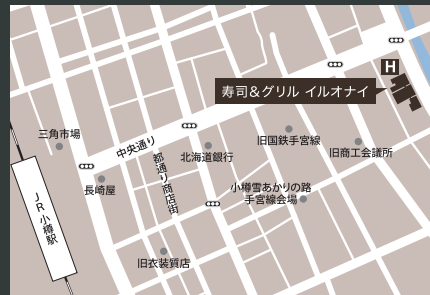 H
寿司＆グリル イルオナイ
三角市場
中央通り
旧国鉄手宮線
旧商工会議所
都通り商店街
北海道銀行
長崎屋
小樽雪あかりの路
手宮線会場
JR小樽駅
旧衣装質店